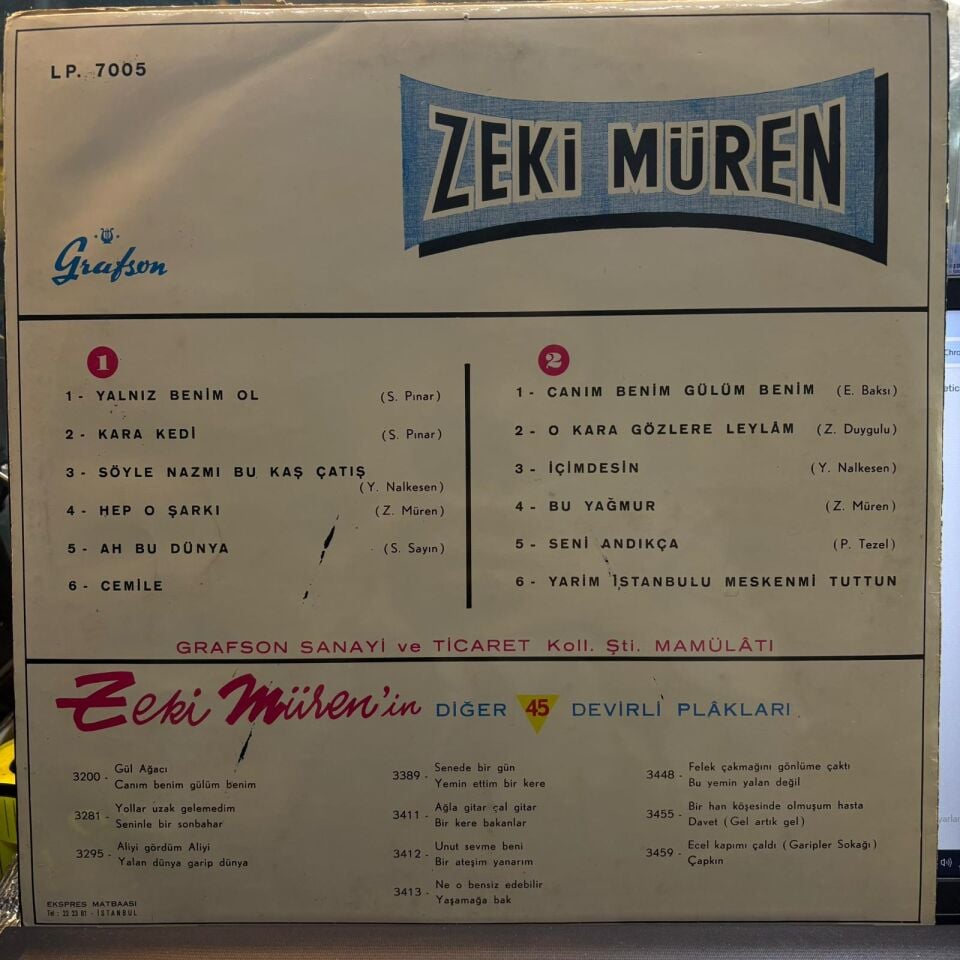 LP. 7005
ZEKİ MÜREN
Grafson
1
1 - YALNIZ BENİM OL (S. Pınar)
2 - KARA KEDİ (S. Pınar)
3 - SÖYLE NAZMI BU KAŞ ÇATIŞ
(Y. Nalkesen)
4 - HEP O ŞARKI (Z. Müren)
5 - AH BU DÜNYA (S. Sayın)
6 - CEMİLE
2
1 - CANIM BENİM GÜLÜM BENİM (E. Baksı)
2 - O KARA GÖZLERE LEYLÂM (Z. Duygulu)
3 - İÇİMDESİN (Y. Nalkesen)
4 - BU YAĞMUR (Z. Müren)
5 - SENİ ANDIKÇA (P. Tezel)
6 - YARİM İSTANBULU MESKENMİ TUTTUN
GRAFSON SANAYİ ve TİCARET Koll. Şti. MAMÜLÂTI
Zeki Müren'in DİĞER 45 DEVİRLİ PLÂKLARI
3200 - Gül Ağacı
Canım benim gülüm benim
3281 - Yollar uzak gelemedim
Seninle bir sonbahar
3295 - Aliyi gördüm Aliyi
Yalan dünya garip dünya
3389 - Senede bir gün
Yemin ettim bir kere
3411 - Ağla gitar çal gitar
Bir kere bakanlar
3412 - Unut sevme beni
Bir ateşim yanarım
3413 - Ne o bensiz edebilir
Yaşamağa bak
3448 - Felek çakmağını gönlüme çaktı
Bu yemin yalan değil
3455 - Bir han köşesinde olmuşum hasta
Davet (Gel artık gel)
3459 - Ecel kapımı çaldı (Garipler Sokağı)
Çapkın
EKSPRES MATBAASI
Tel : 22 23 81 - İSTANBUL